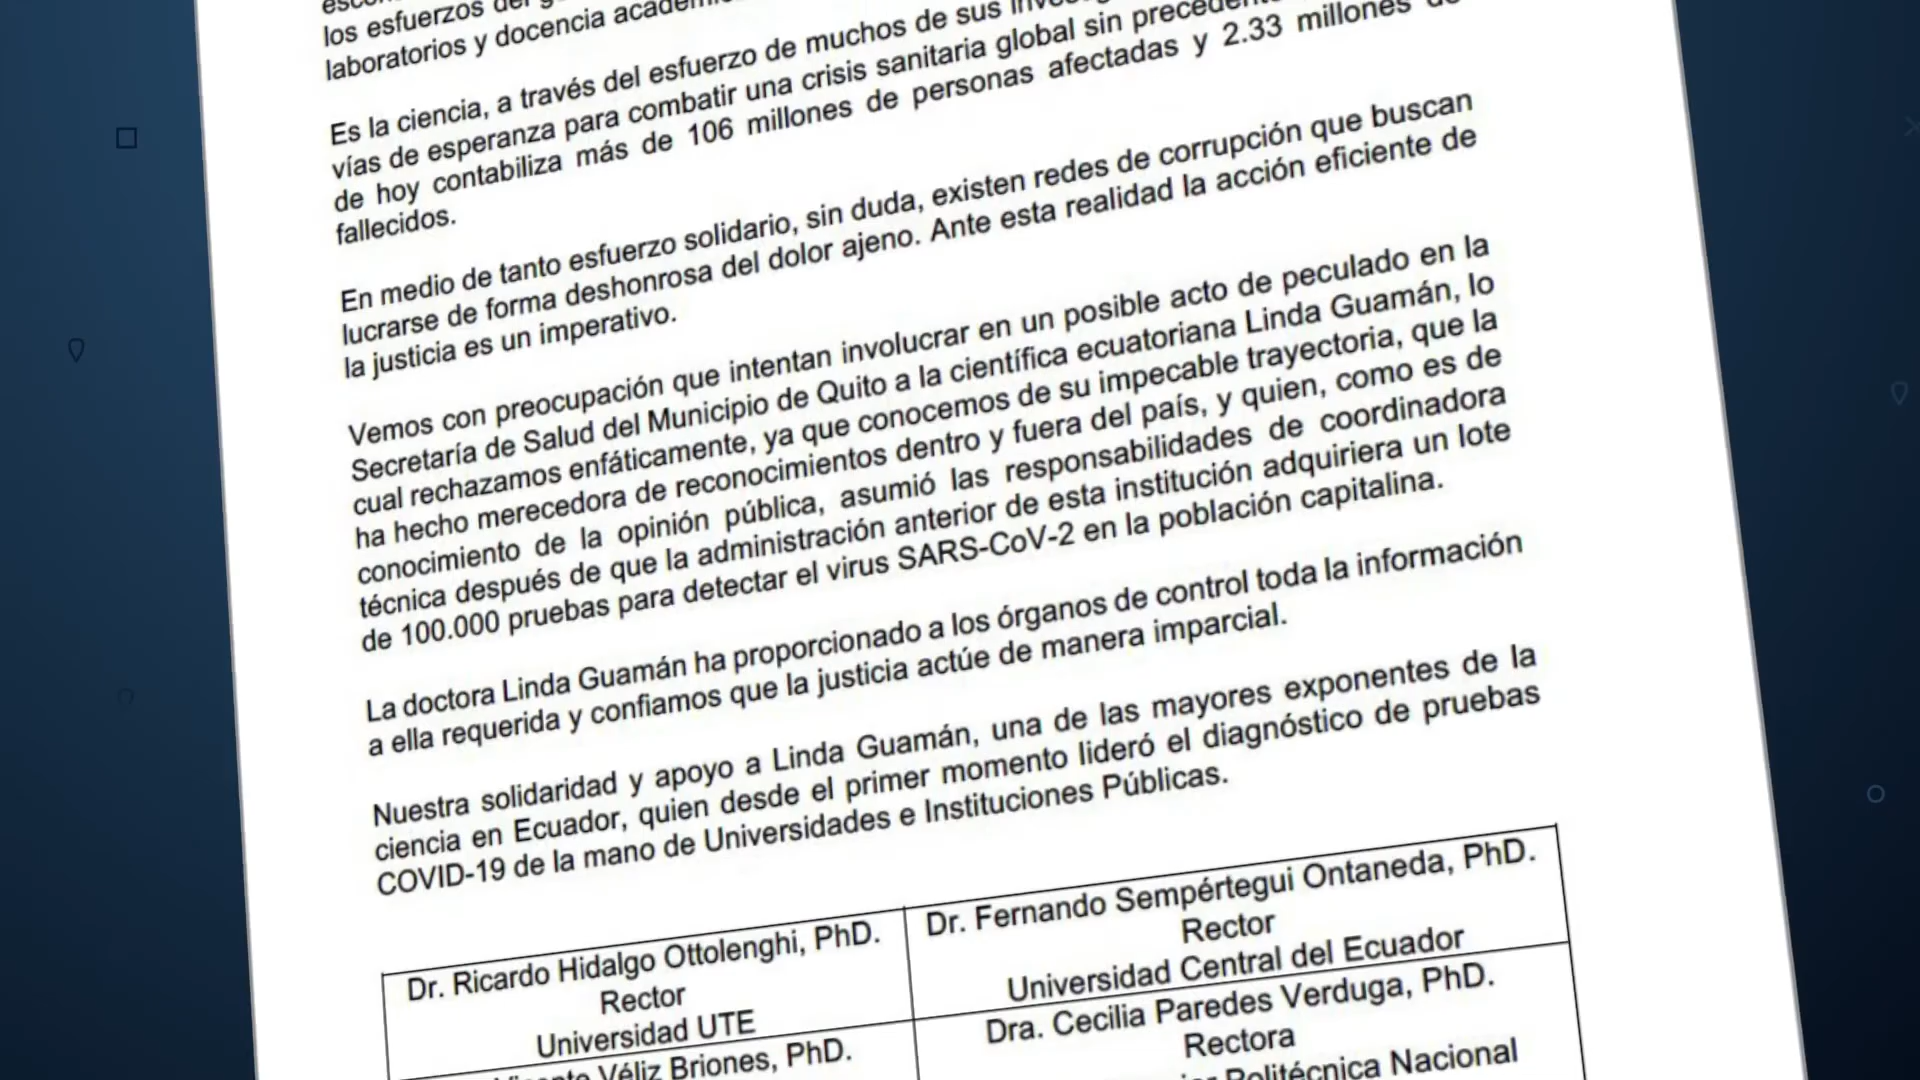 los esfuerzos del
laboratorios y docencia
Es la ciencia, a través del esfuerzo de muchos de sus
vías de esperanza para combatir una crisis sanitaria global sin
de hoy contabiliza más de 106 millones de personas afectadas y 2.33 millones de
fallecidos.
En medio de tanto esfuerzo solidario, sin duda, existen redes de corrupción que buscan
lucrarse de forma deshonrosa del dolor ajeno. Ante esta realidad la acción eficiente de
la justicia es un imperativo.
Vemos con preocupación que intentan involucrar en un posible acto de peculado en la
Secretaría de Salud del Municipio de Quito a la científica ecuatoriana Linda Guamán, lo
cual rechazamos enfáticamente, ya que conocemos de su impecable trayectoria, que la
ha hecho merecedora de reconocimientos dentro y fuera del país, y quien, como es de
conocimiento de la opinión pública, asumió las responsabilidades de coordinadora
técnica después de que la administración anterior de esta institución adquiriera un lote
de 100.000 pruebas para detectar el virus SARS-CoV-2 en la población capitalina.
La doctora Linda Guamán ha proporcionado a los órganos de control toda la información
a ella requerida y confiamos que la justicia actúe de manera imparcial.
Nuestra solidaridad y apoyo a Linda Guamán, una de las mayores exponentes de la
ciencia en Ecuador, quien desde el primer momento lideró el diagnóstico de pruebas
COVID-19 de la mano de Universidades e Instituciones Públicas.
Dr. Ricardo Hidalgo Ottolenghi, PhD.
Rector
Universidad UTE
Dr. Fernando Sempértegui Ontaneda, PhD.
Rector
Universidad Central del Ecuador
Véliz Briones, PhD.
Dra. Cecilia Paredes Verduga, PhD.
Rectora
Politécnica Nacional